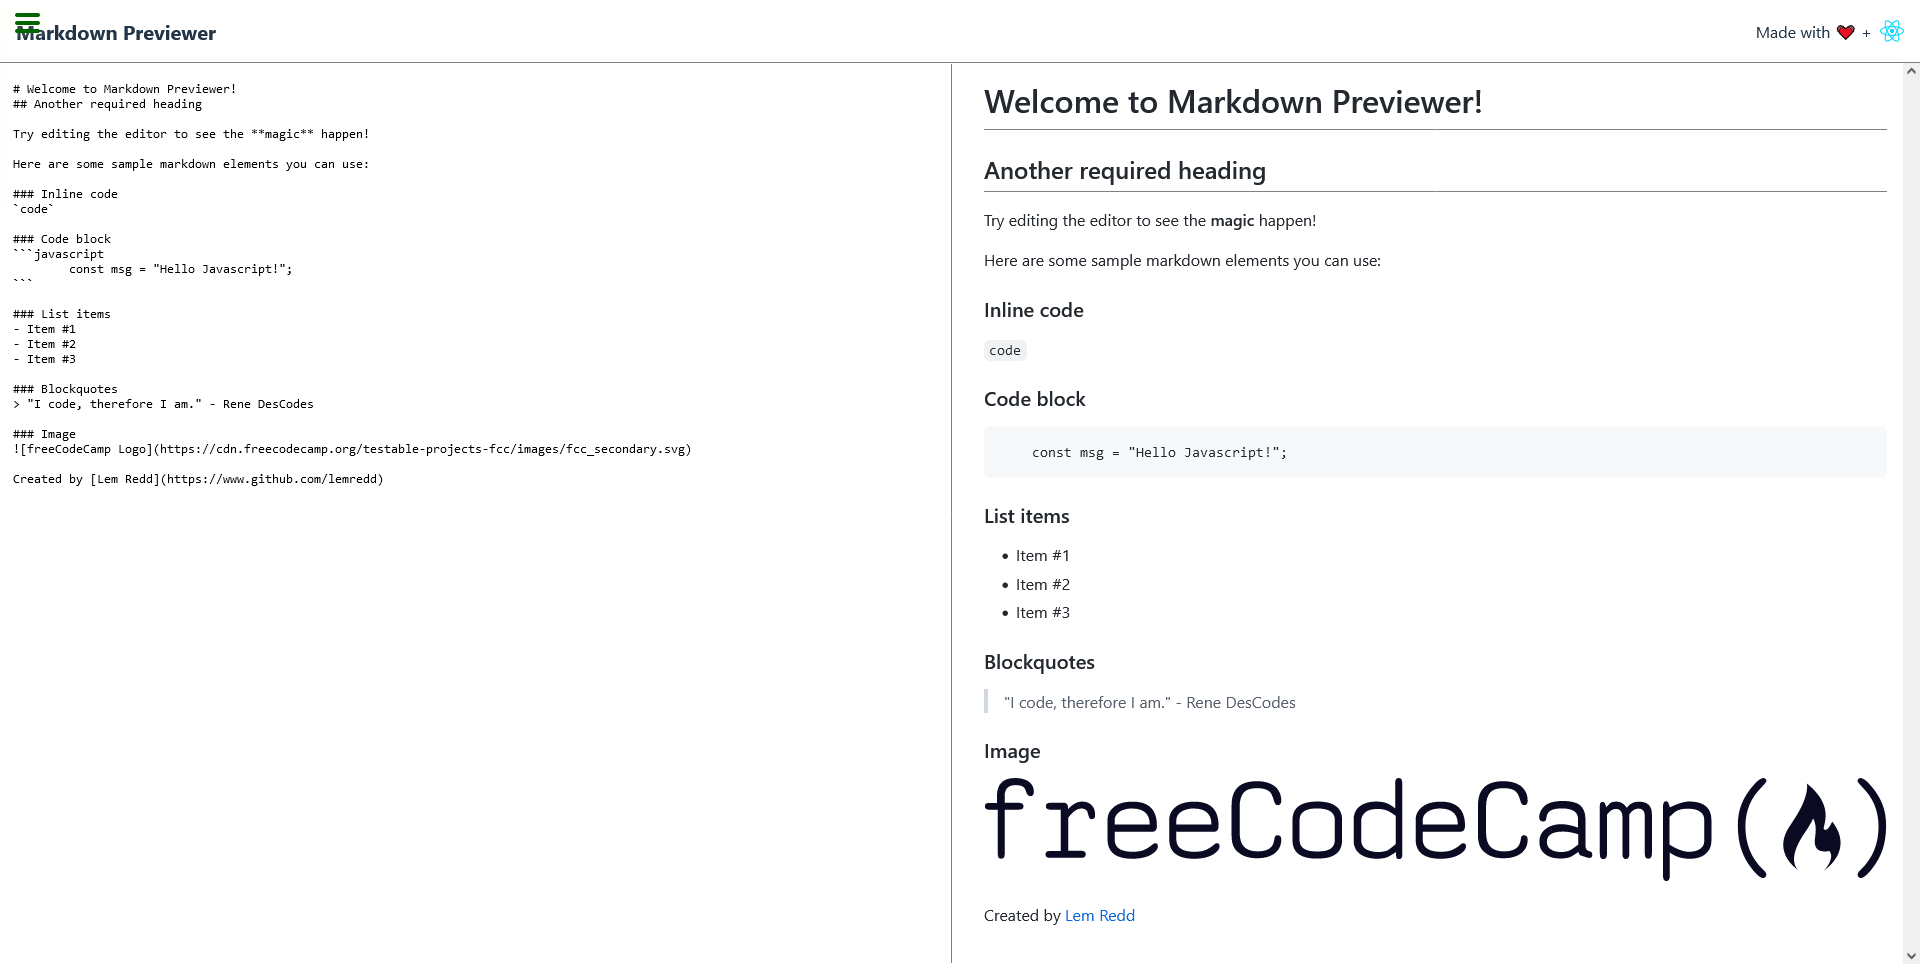 Markdown Previewer
Made with ❤️ +
# Welcome to Markdown Previewer!
## Another required heading
Try editing the editor to see the **magic** happen!
Here are some sample markdown elements you can use:
### Inline code
`code`
### Code block
```javascript
        const msg = "Hello Javascript!";
```
### List items
- Item #1
- Item #2
- Item #3
### Blockquotes
> "I code, therefore I am." - Rene DesCodes
### Image
![freeCodeCamp Logo](https://cdn.freecodecamp.org/testable-projects-fcc/images/fcc_secondary.svg)
Created by [Lem Redd](https://www.github.com/lemredd)
Welcome to Markdown Previewer!
Another required heading
Try editing the editor to see the magic happen!
Here are some sample markdown elements you can use:
Inline code
code
Code block
const msg = "Hello Javascript!";
List items
• Item #1
• Item #2
• Item #3
Blockquotes
"I code, therefore I am." - Rene DesCodes
Image
freeCodeCamp(🔥)
Created by Lem Redd